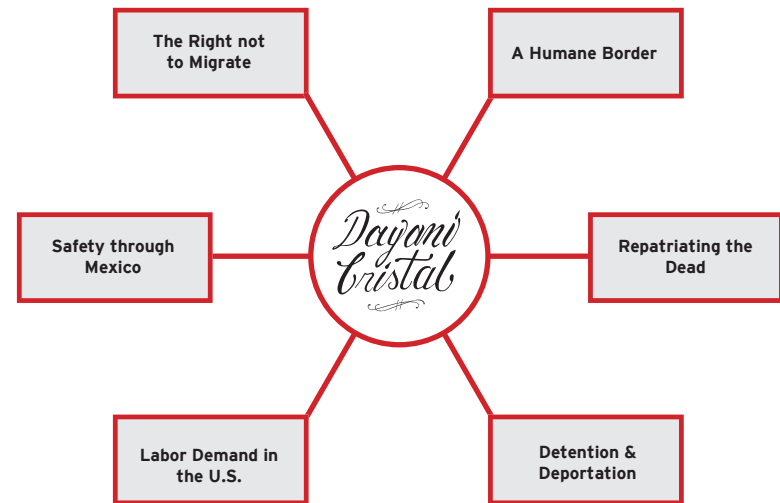 The Right not
to Migrate
A Humane Border
Dayani
Cristal
Safety through
Mexico
Repatriating the
Dead
Labor Demand in
the U.S.
Detention &
Deportation